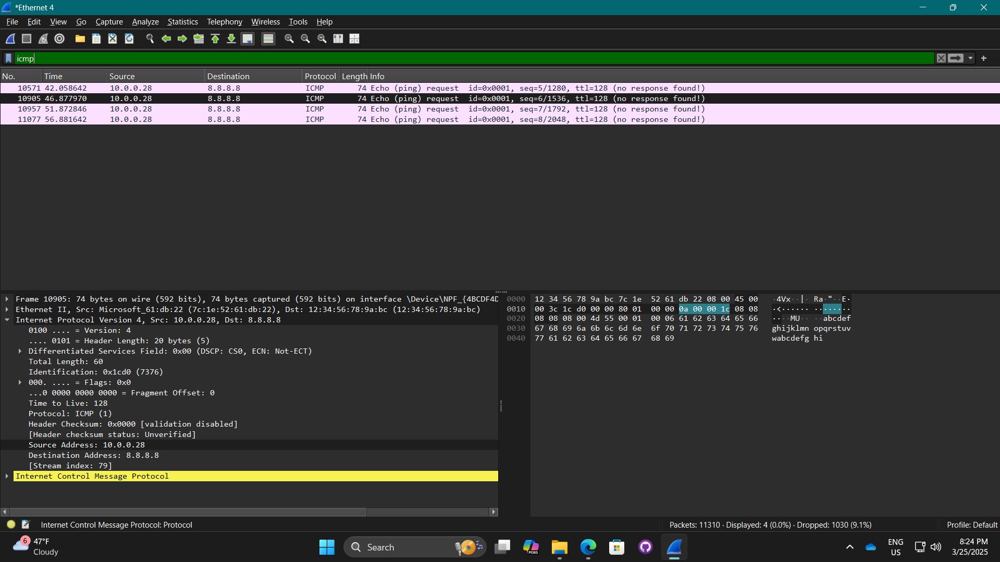 *Ethernet 4
File Edit View Go Capture Analyze Statistics Telephony Wireless Tools Help
icmp
No. Time Source Destination Protocol Length Info
10571 42.058642 10.0.0.28 8.8.8.8 ICMP 74 Echo (ping) request id=0x0001, seq=5/1280, ttl=128 (no response found!)
10905 46.877970 10.0.0.28 8.8.8.8 ICMP 74 Echo (ping) request id=0x0001, seq=6/1536, ttl=128 (no response found!)
10957 51.872846 10.0.0.28 8.8.8.8 ICMP 74 Echo (ping) request id=0x0001, seq=7/1792, ttl=128 (no response found!)
11077 56.881642 10.0.0.28 8.8.8.8 ICMP 74 Echo (ping) request id=0x0001, seq=8/2048, ttl=128 (no response found!)
Frame 10905: 74 bytes on wire (592 bits), 74 bytes captured (592 bits) on interface \Device\NPF_{4BCDF4D
Ethernet II, Src: Microsoft_61:db:22 (7c:1e:52:61:db:22), Dst: 12:34:56:78:9a:bc (12:34:56:78:9a:bc)
Internet Protocol Version 4, Src: 10.0.0.28, Dst: 8.8.8.8
0100 .... = Version: 4
.... 0101 = Header Length: 20 bytes (5)
Differentiated Services Field: 0x00 (DSCP: CS0, ECN: Not-ECT)
Total Length: 60
Identification: 0x1cd0 (7376)
000. .... = Flags: 0x0
...0 0000 0000 0000 = Fragment Offset: 0
Time to Live: 128
Protocol: ICMP (1)
Header Checksum: 0x0000 [validation disabled]
[Header checksum status: Unverified]
Source Address: 10.0.0.28
Destination Address: 8.8.8.8
[Stream index: 79]
Internet Control Message Protocol
0000 12 34 56 78 9a bc 7c 1e 52 61 db 22 08 00 45 00 ·4Vx··|· Ra·"··E·
0010 00 3c 1c d0 00 00 80 01 00 00 0a 00 00 1c 08 08 ·<······ ········
0020 08 08 08 00 4d 55 00 01 00 06 61 62 63 64 65 66 ····MU·· ··abcdef
0030 67 68 69 6a 6b 6c 6d 6e 6f 70 71 72 73 74 75 76 ghijklmn opqrstuv
0040 77 61 62 63 64 65 66 67 68 69 wabcdefg hi
Internet Control Message Protocol: Protocol
Packets: 11310 · Displayed: 4 (0.0%) · Dropped: 1030 (9.1%)
Profile: Default
6
47°F
Cloudy
Search
M365
ENG
US
8:24 PM
3/25/2025